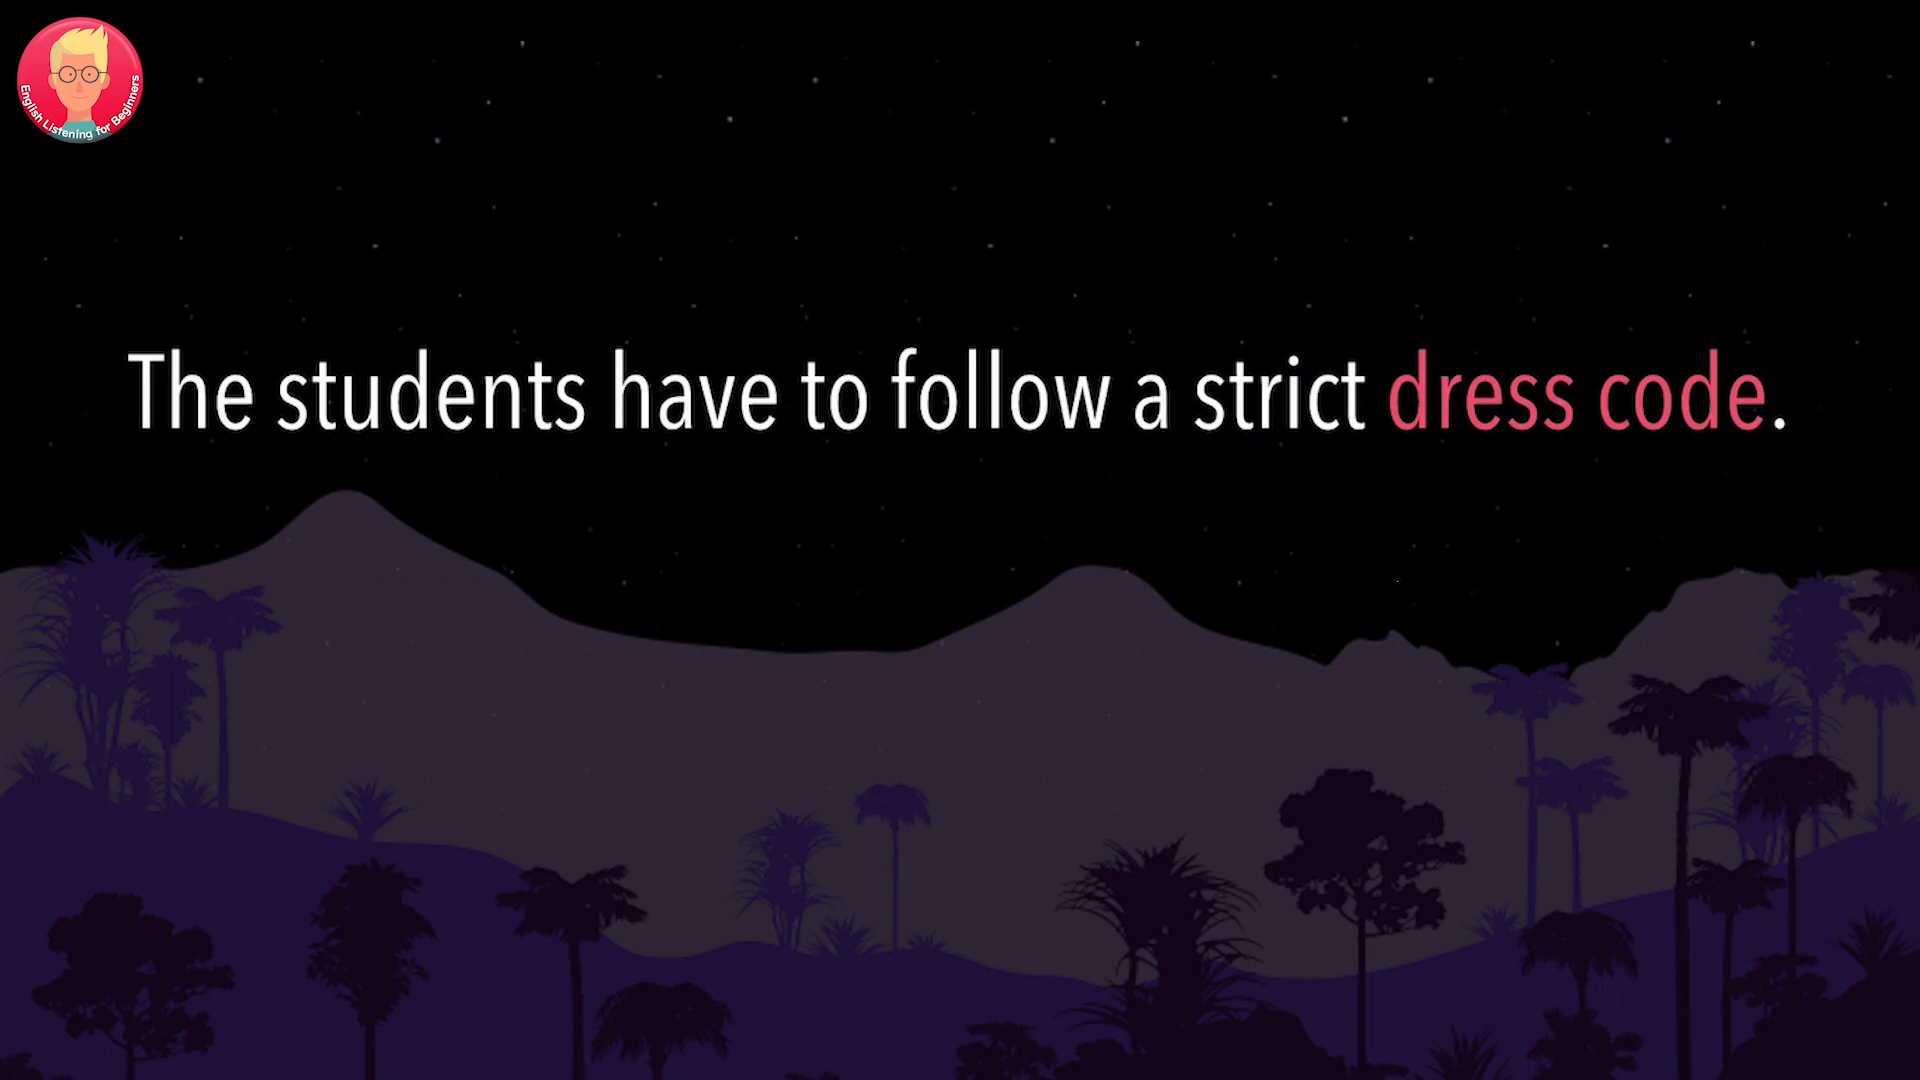 English Listening for Beginners
The students have to follow a strict dress code.